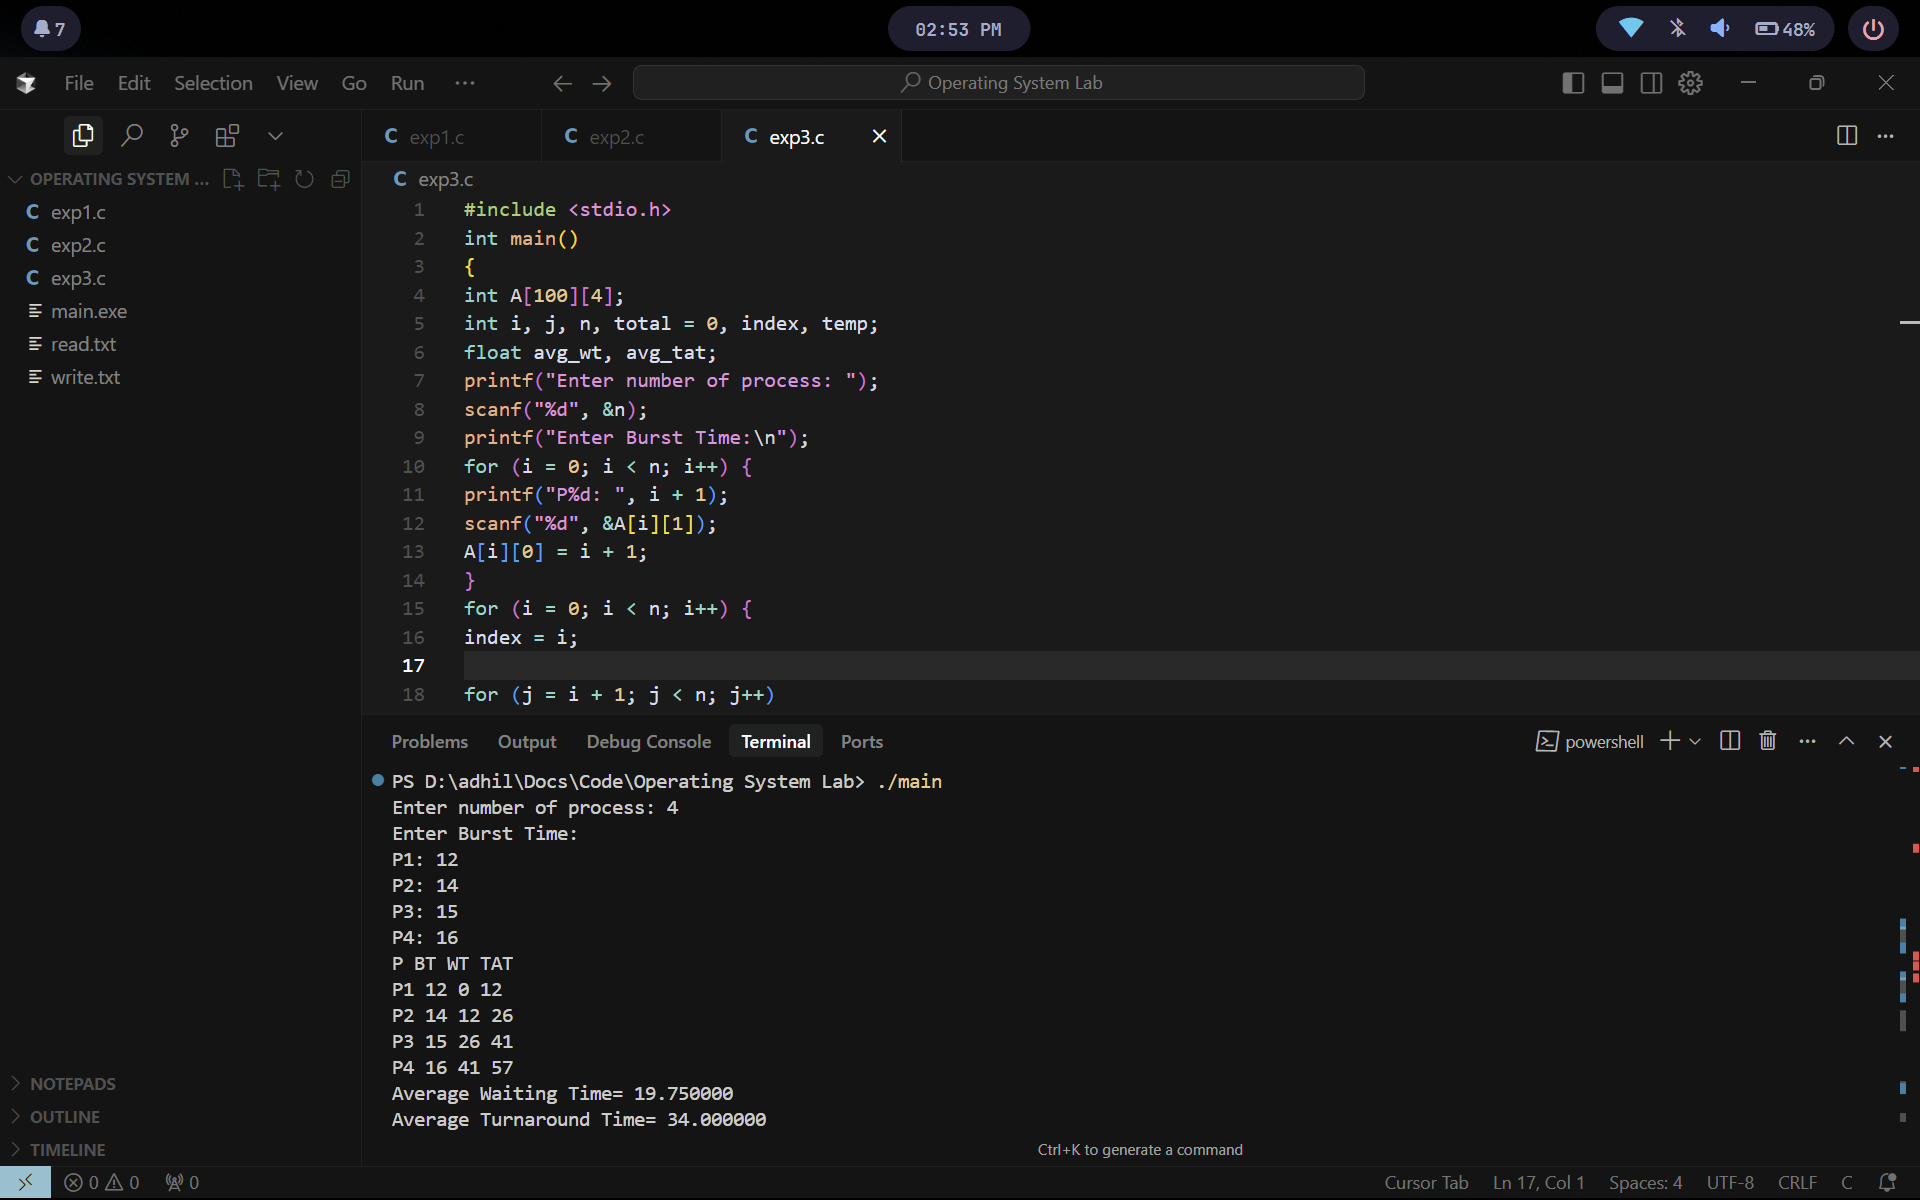 7
02:53 PM
48%
File Edit Selection View Go Run ···
Operating System Lab
OPERATING SYSTEM ...
exp1.c
exp2.c
exp3.c
main.exe
read.txt
write.txt
NOTEPADS
OUTLINE
TIMELINE
C exp1.c
C exp2.c
C exp3.c
C exp3.c
1 #include <stdio.h>
2 int main()
3 {
4 int A[100][4];
5 int i, j, n, total = 0, index, temp;
6 float avg_wt, avg_tat;
7 printf("Enter number of process: ");
8 scanf("%d", &n);
9 printf("Enter Burst Time:\n");
10 for (i = 0; i < n; i++) {
11 printf("P%d: ", i + 1);
12 scanf("%d", &A[i][1]);
13 A[i][0] = i + 1;
14 }
15 for (i = 0; i < n; i++) {
16 index = i;
17
18 for (j = i + 1; j < n; j++)
Problems Output Debug Console Terminal Ports
powershell
PS D:\adhil\Docs\Code\Operating System Lab> ./main
Enter number of process: 4
Enter Burst Time:
P1: 12
P2: 14
P3: 15
P4: 16
P BT WT TAT
P1 12 0 12
P2 14 12 26
P3 15 26 41
P4 16 41 57
Average Waiting Time= 19.750000
Average Turnaround Time= 34.000000
Ctrl+K to generate a command
0 0 0
Cursor Tab Ln 17, Col 1 Spaces: 4 UTF-8 CRLF C